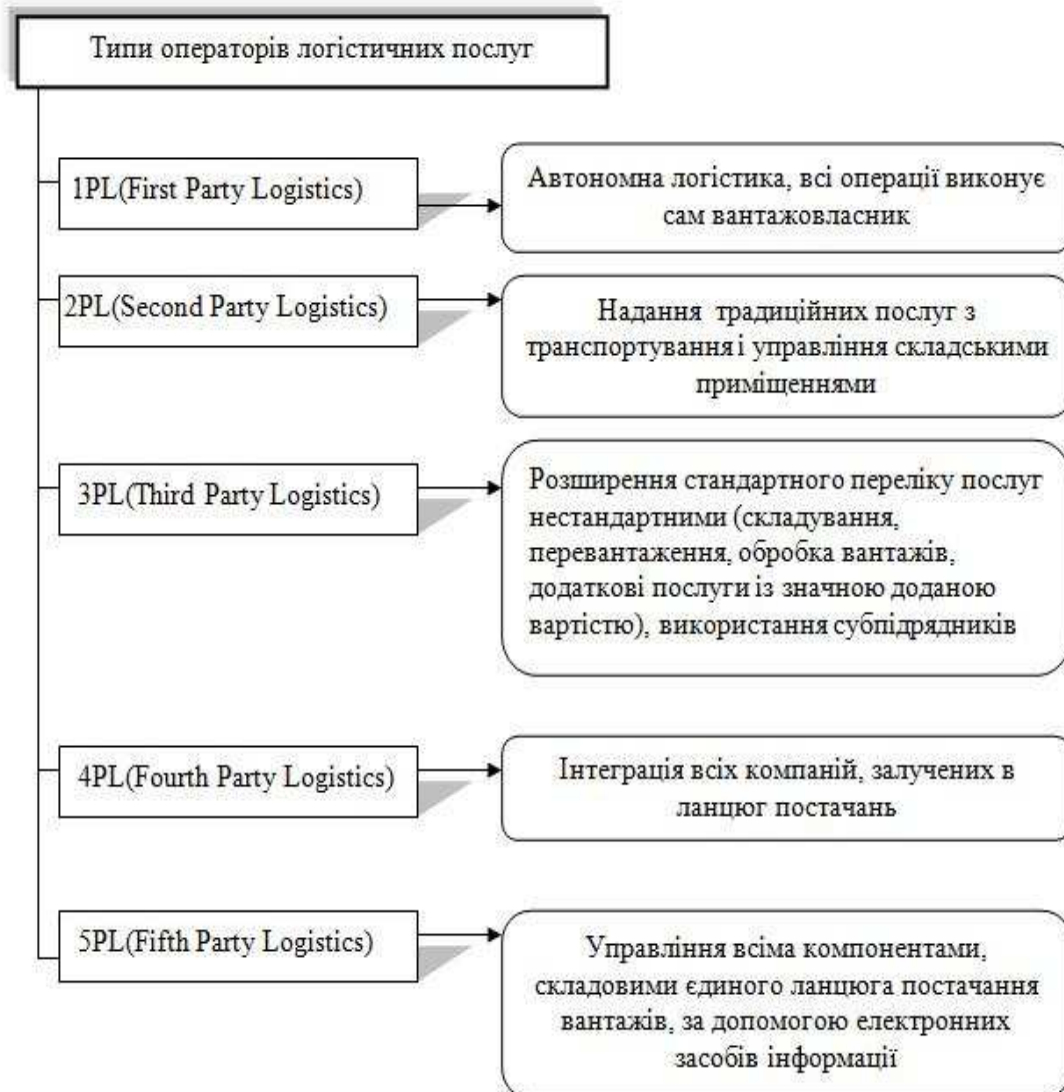 Типи операторів логістичних послуг
1PL(First Party Logistics)
Автономна логістика, всі операції виконує
сам вантажовласник
2PL(Second Party Logistics)
Надання традиційних послуг з
транспортування і управління складськими
приміщеннями
3PL(Third Party Logistics)
Розширення стандартного переліку послуг
нестандартними (складування,
перевантаження, обробка вантажів,
додаткові послуги із значною доданою
вартістю), використання субпідрядників
4PL(Fourth Party Logistics)
Інтеграція всіх компаній, залучених в
ланцюг постачань
5PL(Fifth Party Logistics)
Управління всіма компонентами,
складовими єдиного ланцюга постачання
вантажів, за допомогою електронних
засобів інформації